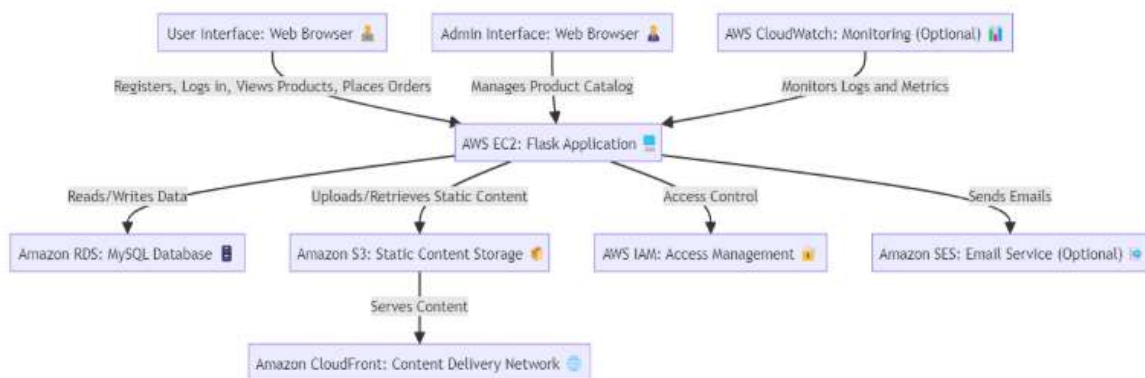 User Interface: Web Browser
Admin Interface: Web Browser
AWS CloudWatch: Monitoring (Optional)
Registers, Logs in, Views Products, Places Orders
Manages Product Catalog
Monitors Logs and Metrics
AWS EC2: Flask Application
Reads/Writes Data
Uploads/Retrieves Static Content
Access Control
Sends Emails
Amazon RDS: MySQL Database
Amazon S3: Static Content Storage
AWS IAM: Access Management
Amazon SES: Email Service (Optional)
Serves Content
Amazon CloudFront: Content Delivery Network